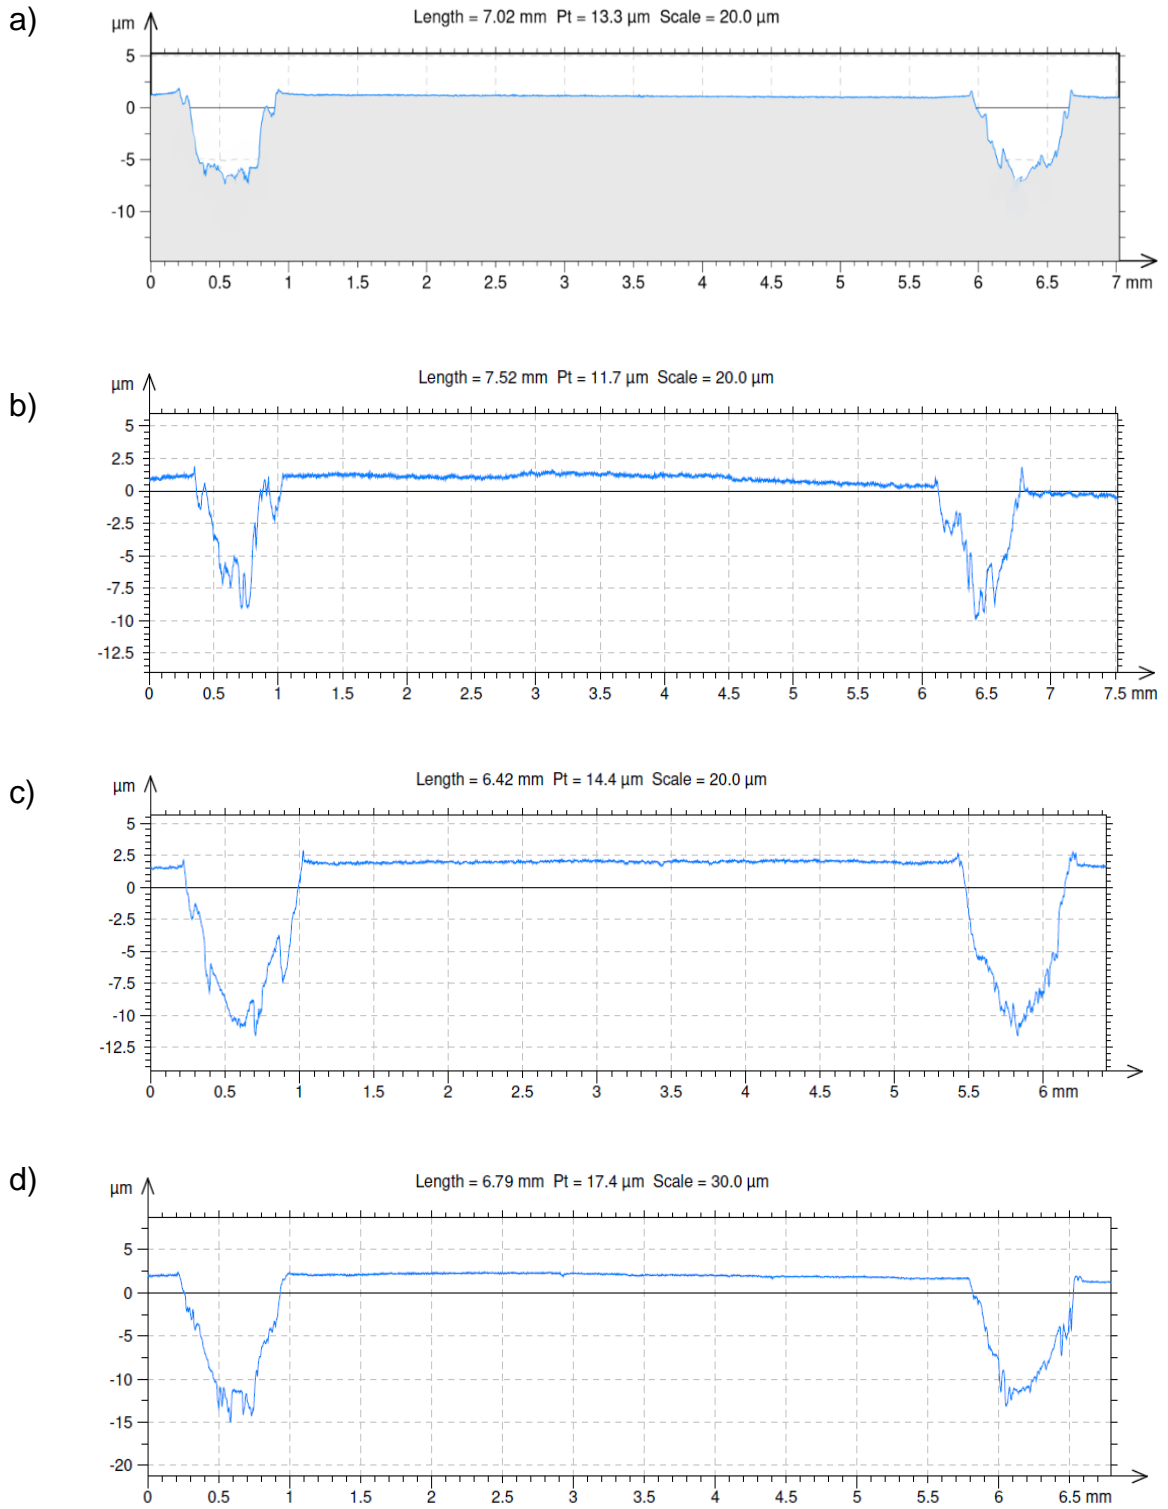 a)
Length = 7.02 mm  Pt = 13.3 µm  Scale = 20.0 µm
µm
5
0
-5
-10
0 0.5 1 1.5 2 2.5 3 3.5 4 4.5 5 5.5 6 6.5 7 mm
b)
Length = 7.52 mm  Pt = 11.7 µm  Scale = 20.0 µm
µm
5
2.5
0
-2.5
-5
-7.5
-10
-12.5
0 0.5 1 1.5 2 2.5 3 3.5 4 4.5 5 5.5 6 6.5 7 7.5 mm
c)
Length = 6.42 mm  Pt = 14.4 µm  Scale = 20.0 µm
µm
5
2.5
0
-2.5
-5
-7.5
-10
-12.5
0 0.5 1 1.5 2 2.5 3 3.5 4 4.5 5 5.5 6 mm
d)
Length = 6.79 mm  Pt = 17.4 µm  Scale = 30.0 µm
µm
5
0
-5
-10
-15
-20
0 0.5 1 1.5 2 2.5 3 3.5 4 4.5 5 5.5 6 6.5 mm